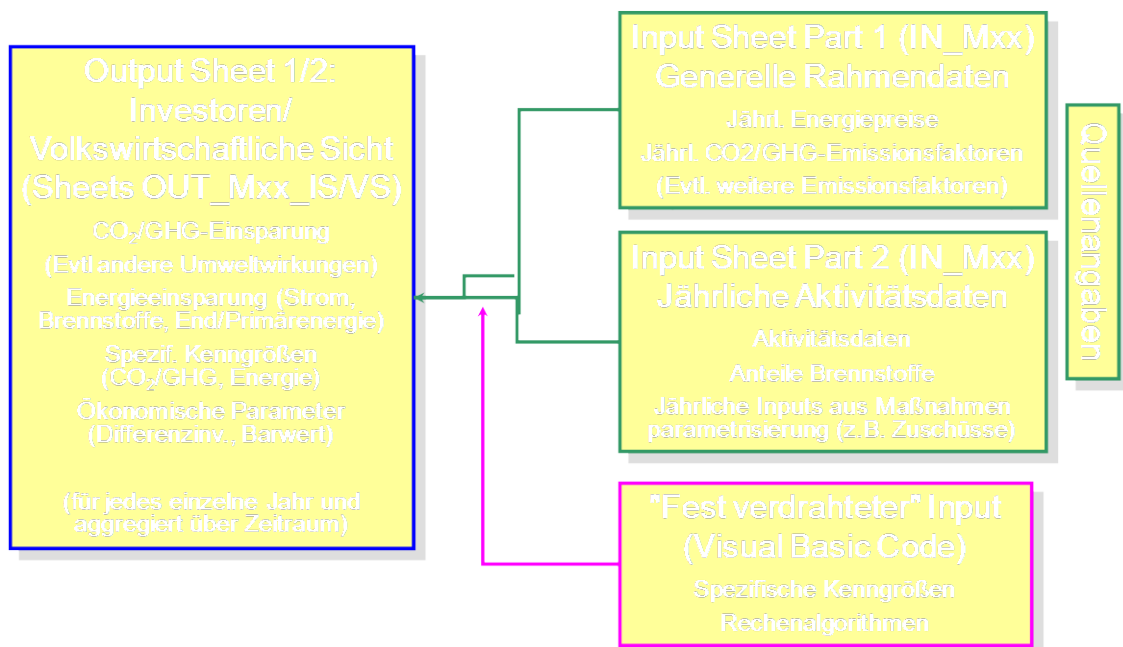 Output Sheet 1/2:
Investoren/
Volkswirtschaftliche Sicht
(Sheets OUT_Mxx_IS/VS)
CO₂/GHG-Einsparung
(Evtl andere Umweltwirkungen)
Energieeinsparung (Strom,
Brennstoffe, End/Primärenergie)
Spezif. Kenngrößen
(CO₂/GHG, Energie)
Ökonomische Parameter
(Differenzinv., Barwert)
(für jedes einzelne Jahr und
aggregiert über Zeitraum)
Input Sheet Part 1 (IN_Mxx)
Generelle Rahmendaten
Jährl. Energiepreise
Jährl. CO2/GHG-Emissionsfaktoren
(Evtl. weitere Emissionsfaktoren)
Input Sheet Part 2 (IN_Mxx)
Jährliche Aktivitätsdaten
Aktivitätsdaten
Anteile Brennstoffe
Jährliche Inputs aus Maßnahmen
parametrisierung (z.B. Zuschüsse)
"Fest verdrahteter" Input
(Visual Basic Code)
Spezifische Kenngrößen
Rechenalgorithmen
Quellenangaben